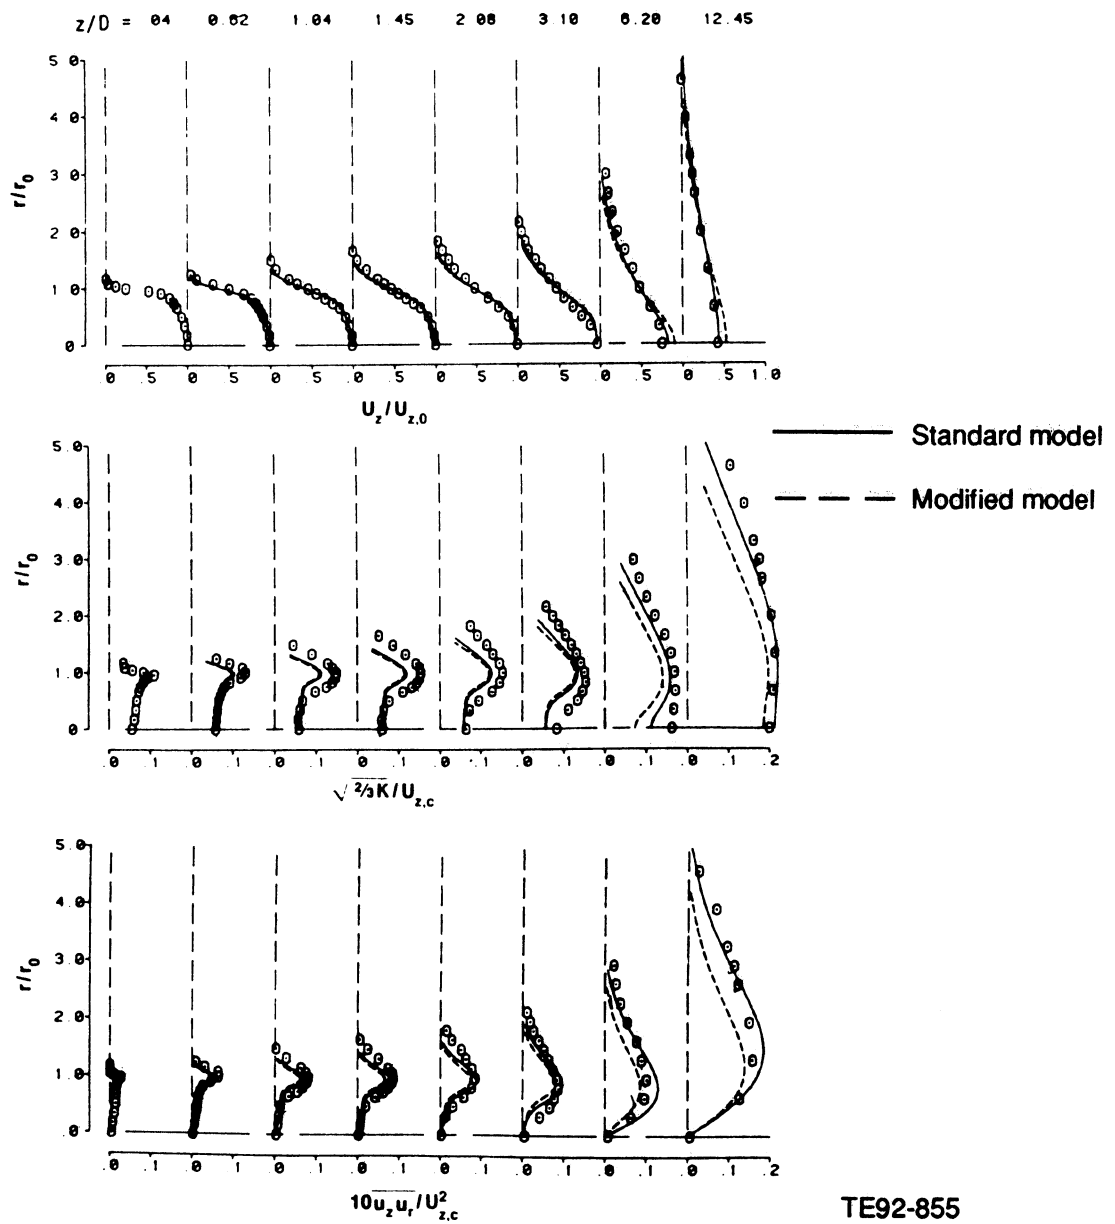 z/D = 04 0.62 1.04 1.45 2.08 3.10 6.20 12.45
5 0
4 0
3 0
2 0
1 0
0
r/r0
.0 .5 0 5 0 5 0 5 0 5 0 5 0 5 0 .5 1.0
Uz/Uz,0
Standard model
Modified model
5.0
4.0
3.0
2.0
1.0
.0
r/r0
.0 .1 .0 .1 .0 .1 .0 .1 .0 .1 .0 .1 .0 .1 .0 .1 .2
√⅔K/Uz,c
5.0
4.0
3.0
2.0
1.0
.0
r/r0
.0 .1 .0 1 .0 1 .0 .1 .0 .1 .0 .1 .0 .1 .0 .1 .2
10uzur/U²z,c
TE92-855